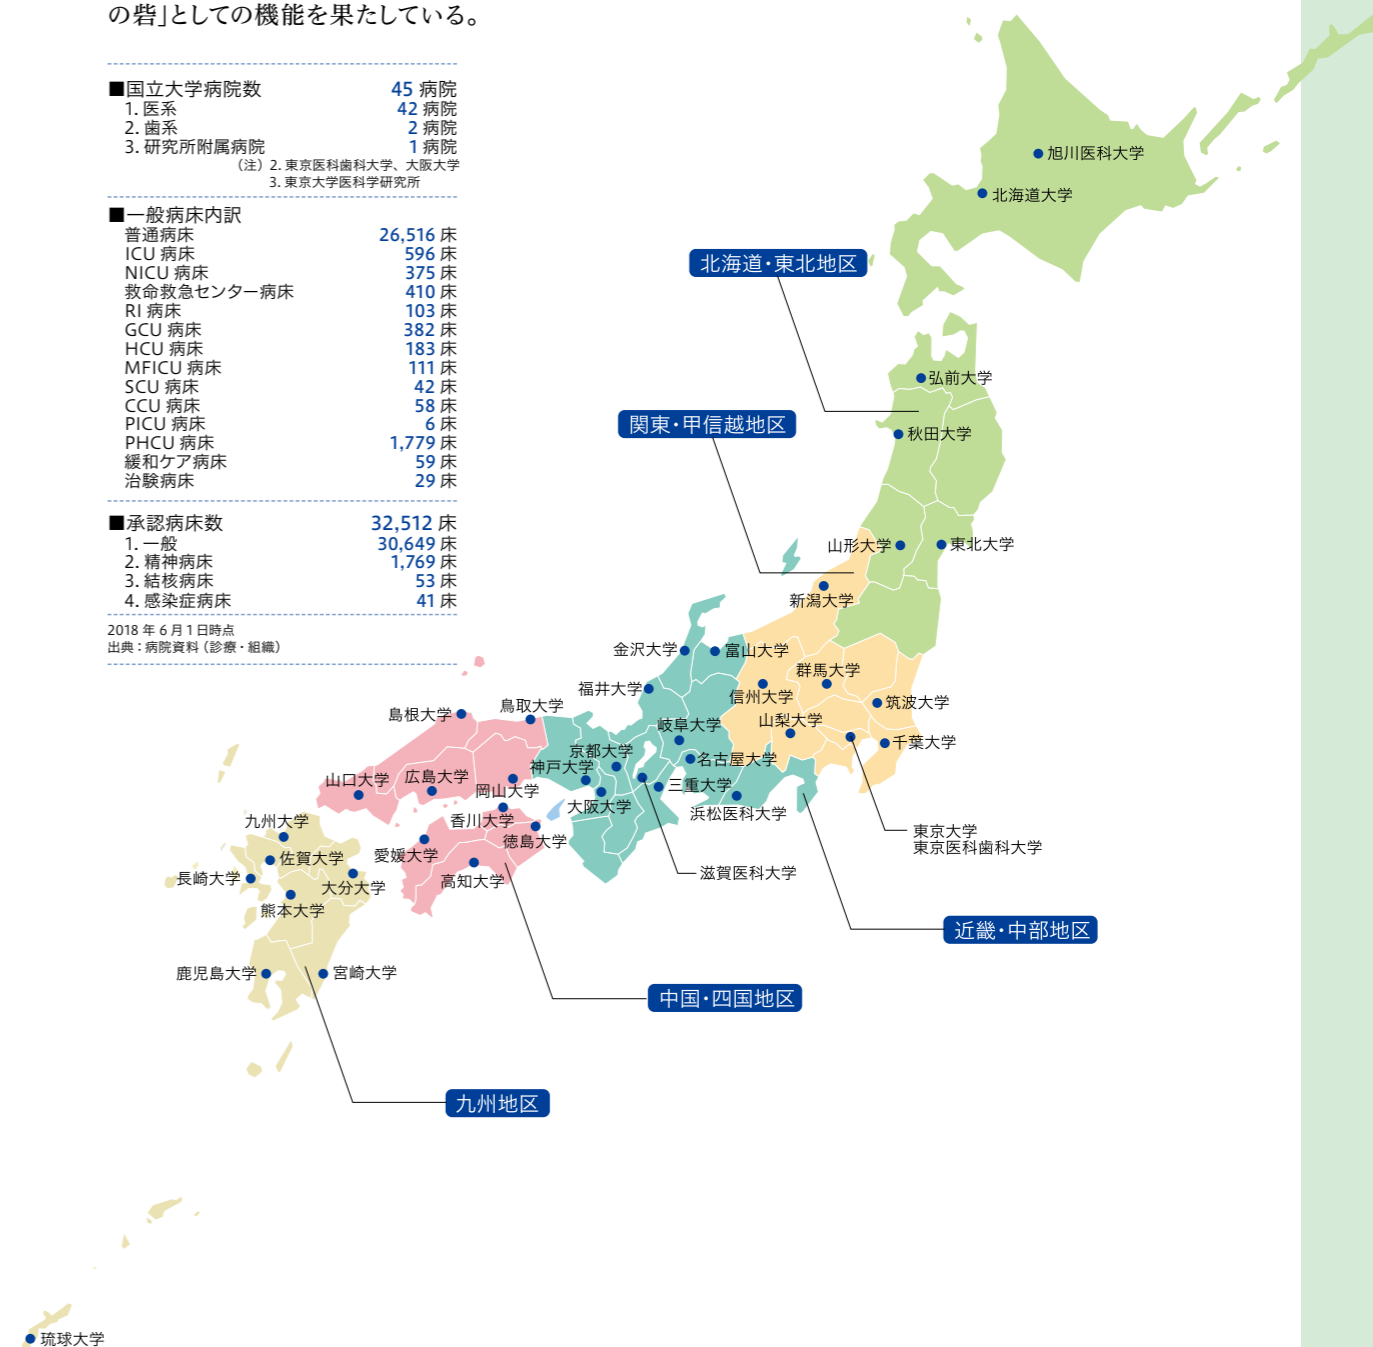 の砦」としての機能を果たしている。
■国立大学病院数 45 病院
1. 医系 42 病院
2. 歯系 2 病院
3. 研究所附属病院 1 病院
（注）2. 東京医科歯科大学、大阪大学
3. 東京大学医科学研究所
■一般病床内訳
普通病床 26,516 床
ICU 病床 596 床
NICU 病床 375 床
救命救急センター病床 410 床
RI 病床 103 床
GCU 病床 382 床
HCU 病床 183 床
MFICU 病床 111 床
SCU 病床 42 床
CCU 病床 58 床
PICU 病床 6 床
PHCU 病床 1,779 床
緩和ケア病床 59 床
治験病床 29 床
■承認病床数 32,512 床
1. 一般 30,649 床
2. 精神病床 1,769 床
3. 結核病床 53 床
4. 感染症病床 41 床
2018 年 6 月 1 日時点
出典：病院資料（診療・組織）
旭川医科大学
北海道大学
北海道・東北地区
弘前大学
関東・甲信越地区
秋田大学
山形大学
東北大学
新潟大学
金沢大学
富山大学
群馬大学
福井大学
信州大学
筑波大学
鳥取大学
島根大学
岐阜大学
山梨大学
千葉大学
京都大学
名古屋大学
神戸大学
山口大学
広島大学
岡山大学
三重大学
大阪大学
浜松医科大学
九州大学
香川大学
東京大学
東京医科歯科大学
徳島大学
佐賀大学
愛媛大学
滋賀医科大学
長崎大学
大分大学
高知大学
熊本大学
近畿・中部地区
鹿児島大学
宮崎大学
中国・四国地区
九州地区
琉球大学